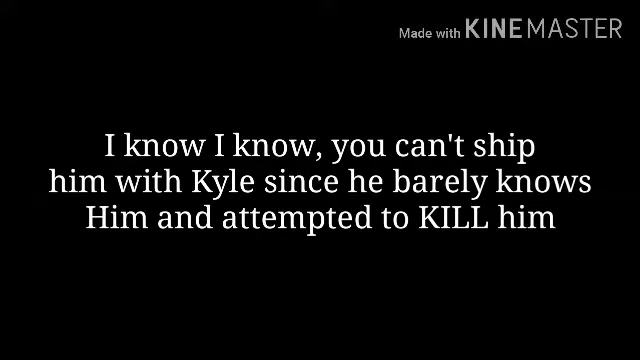 Made with KINEMASTER
I know I know, you can't ship
him with Kyle since he barely knows
Him and attempted to KILL him